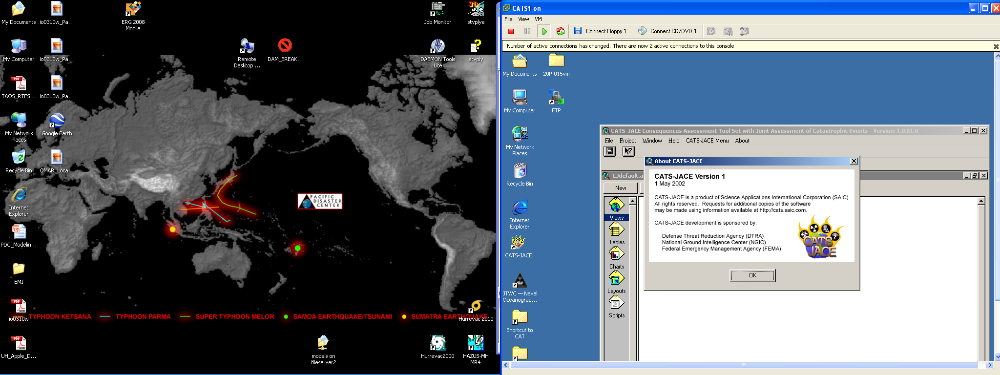 My Documents
io0310w_Pa...
ERG 2008
Mobile
Job Monitor
stvplye
My Computer
io0310w_Pa...
Remote
Desktop ...
DAM_BREAK...
DAEMON Tools
Lite
stvply
TAOS_RTFS...
io0310w_Pa...
My Network
Places
Google Earth
Recycle Bin
OMAR_Loca...
Internet
Explorer
PACIFIC
DISASTER
CENTER
PDC_Modelin...
EMI
io0310w
TYPHOON KETSANA
TYPHOON PARMA
SUPER TYPHOON MELOR
SAMOA EARTHQUAKE/TSUNAMI
SUMATRA EARTHQUAKE
Hurrevac 2010
UH_Apple_D...
models on
fileserver2
Hurrevac2000
HAZUS-MH
MR4
CATS1 on
File View VM
Connect Floppy 1
Connect CD/DVD 1
Number of active connections has changed. There are now 2 active connections to this console
My Documents
20P.015vm
My Computer
FTP
My Network
Places
Recycle Bin
Internet
Explorer
CATS-JACE
JTWC — Naval
Oceanograp...
Shortcut to
CAT
CATS-JACE Consequences Assessment Tool Set with Joint Assessment of Catastrophic Events - Version: 1.0.81.0
File Project Window Help CATS-JACE Menu About
CJdefault.a
New
Views
Tables
Charts
Layouts
Scripts
About CATS-JACE
CATS-JACE Version 1
1 May 2002
CATS-JACE is a product of Science Applications International Corporation (SAIC).
All rights reserved. Requests for additional copies of the software
may be made using information available at http://cats.saic.com.
CATS-JACE development is sponsored by:
Defense Threat Reduction Agency (DTRA)
National Ground Intelligence Center (NGIC)
Federal Emergency Management Agency (FEMA)
CATS
JACE
OK